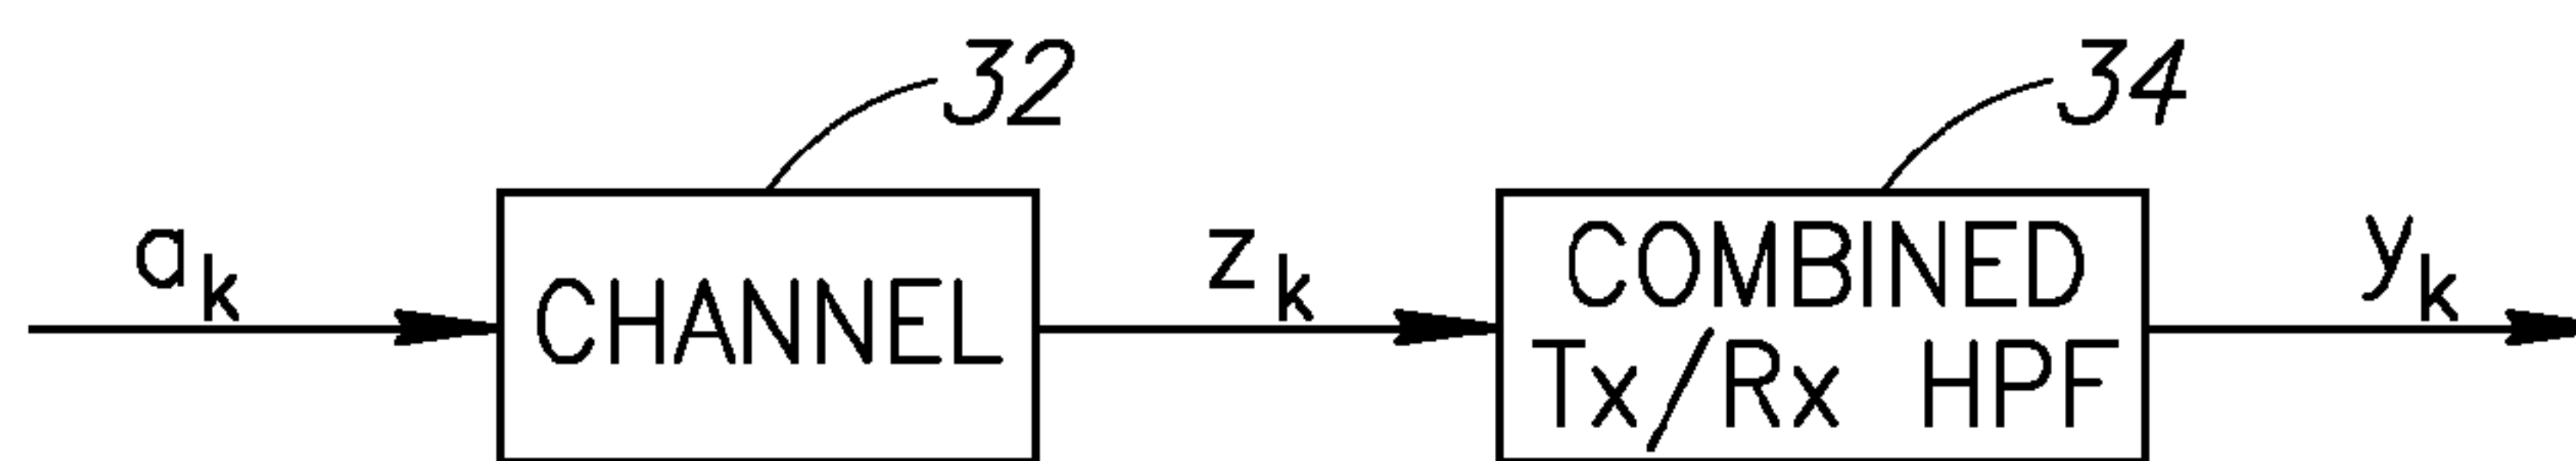 32
34
a_k
CHANNEL
z_k
COMBINED
Tx/Rx HPF
y_k